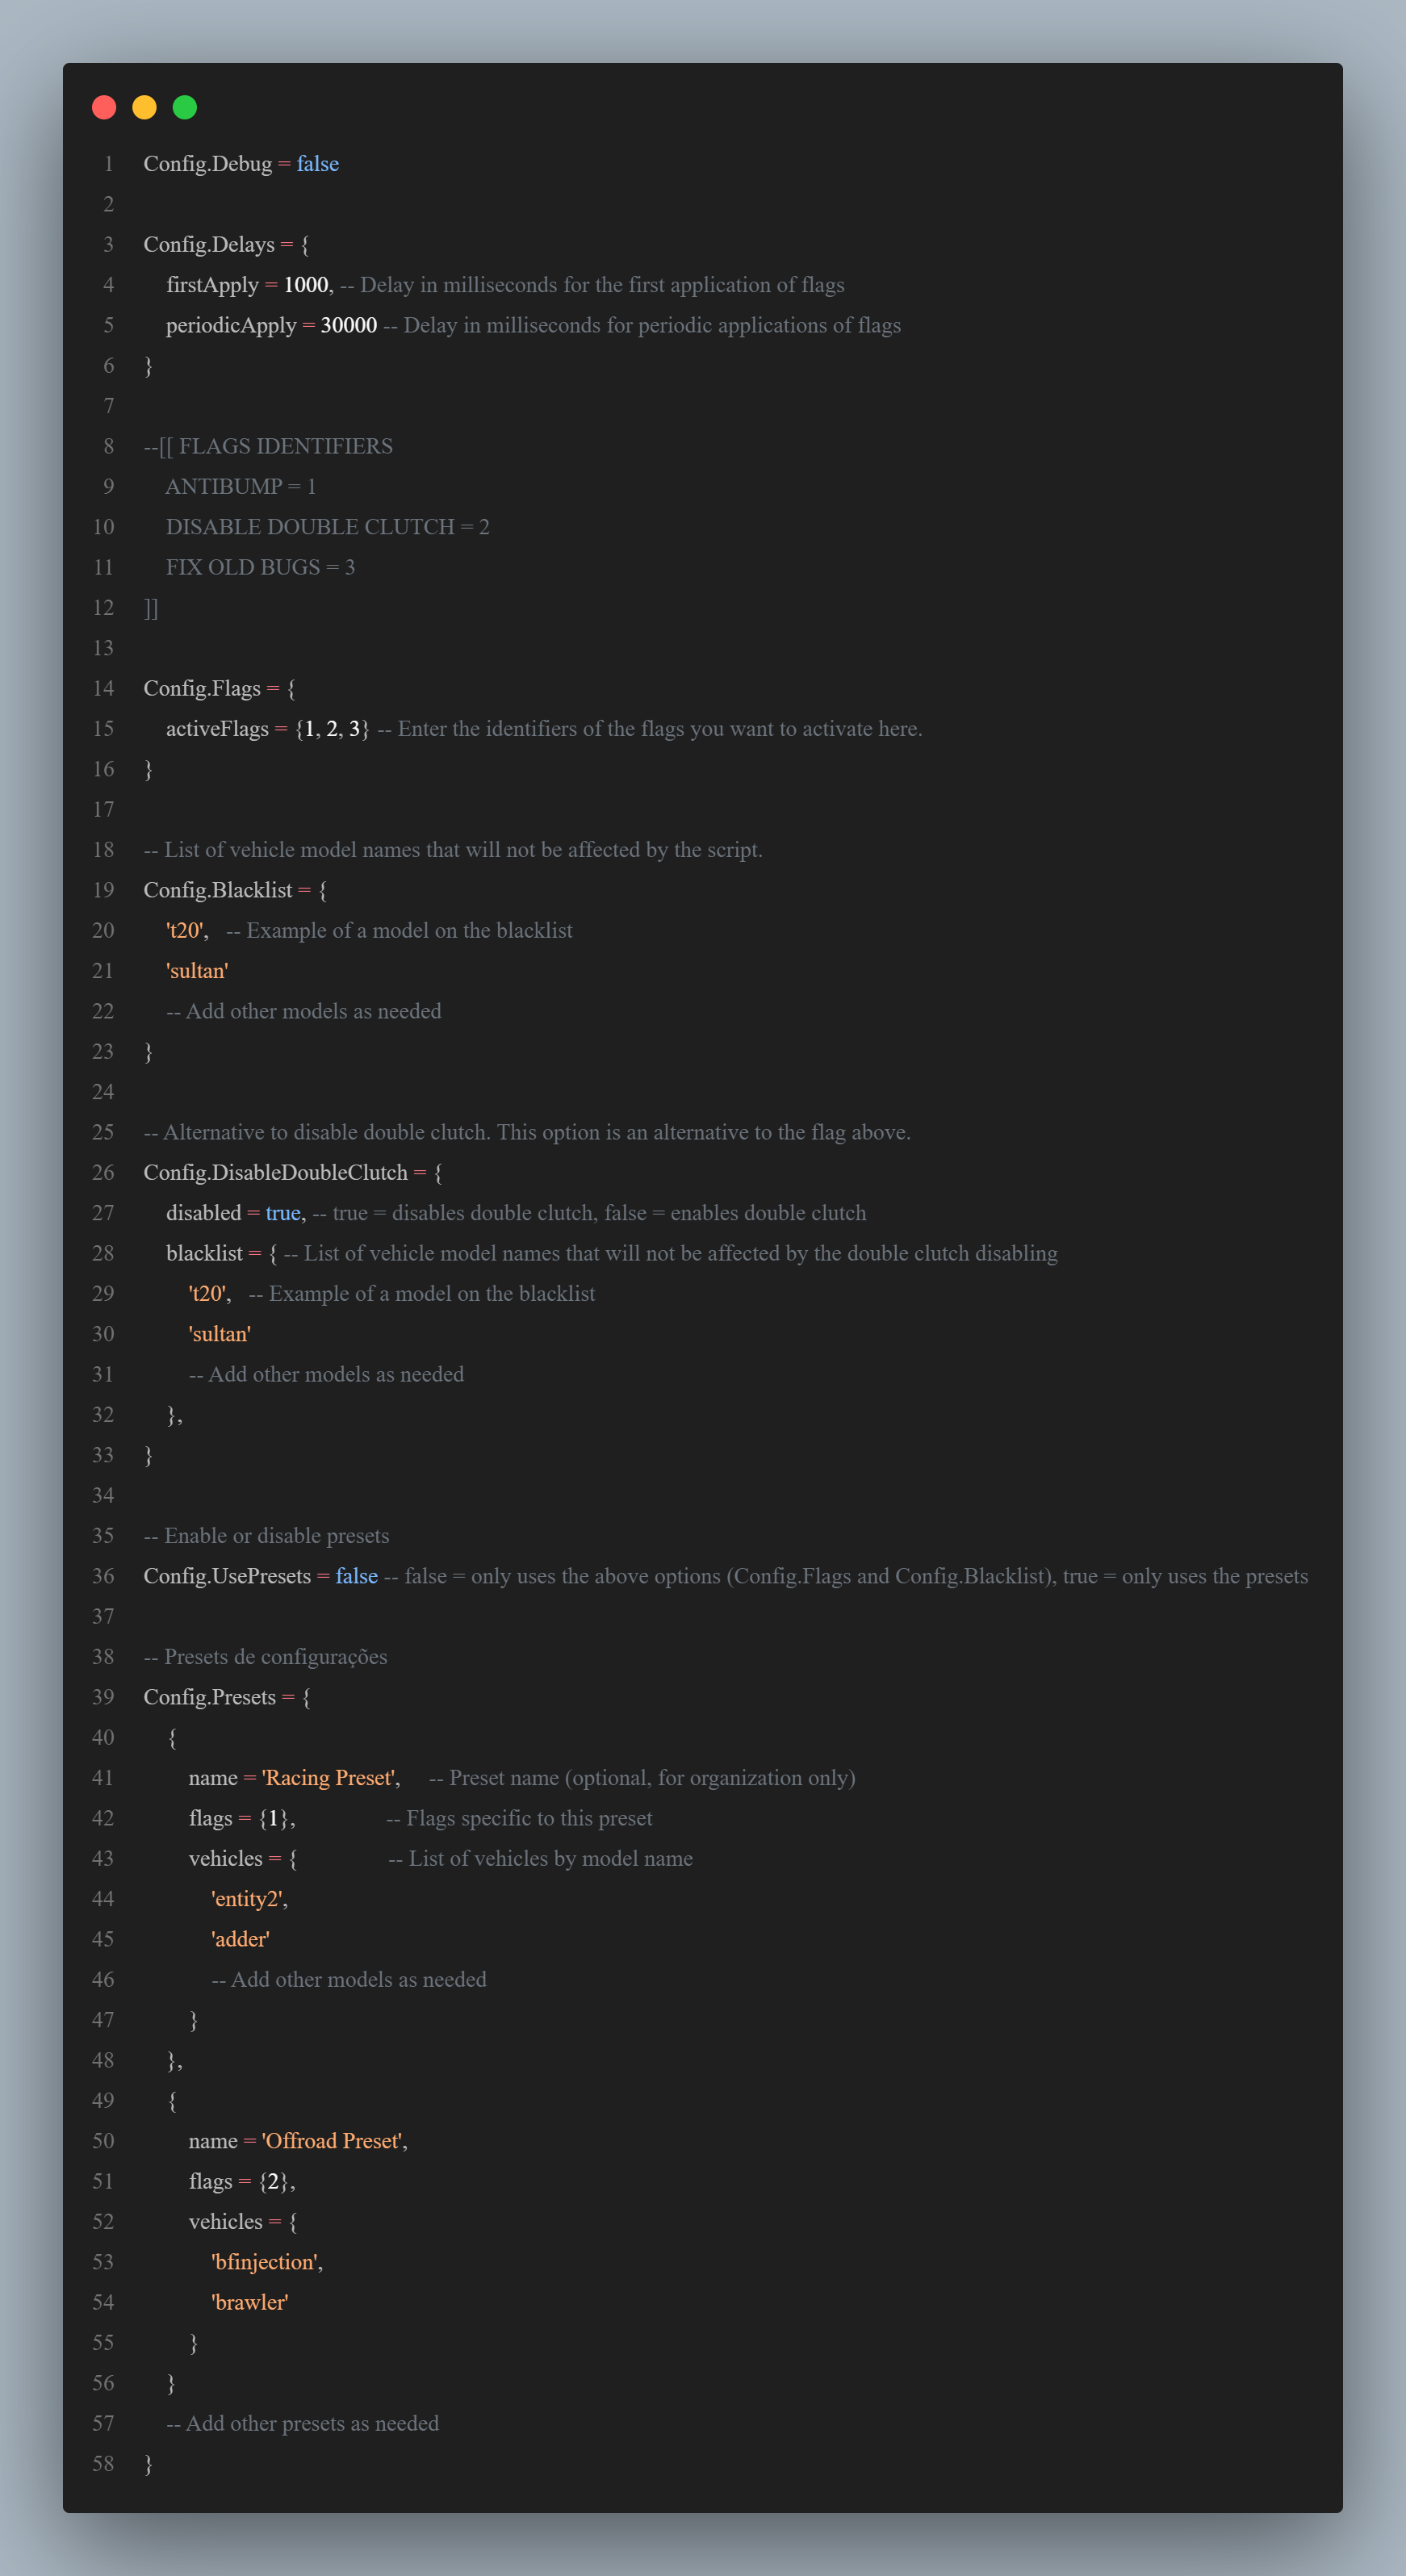 1 Config.Debug = false
2
3 Config.Delays = {
4     firstApply = 1000, -- Delay in milliseconds for the first application of flags
5     periodicApply = 30000 -- Delay in milliseconds for periodic applications of flags
6 }
7
8 --[[ FLAGS IDENTIFIERS
9     ANTIBUMP = 1
10     DISABLE DOUBLE CLUTCH = 2
11     FIX OLD BUGS = 3
12 ]]
13
14 Config.Flags = {
15     activeFlags = {1, 2, 3} -- Enter the identifiers of the flags you want to activate here.
16 }
17
18 -- List of vehicle model names that will not be affected by the script.
19 Config.Blacklist = {
20     't20',   -- Example of a model on the blacklist
21     'sultan'
22     -- Add other models as needed
23 }
24
25 -- Alternative to disable double clutch. This option is an alternative to the flag above.
26 Config.DisableDoubleClutch = {
27     disabled = true, -- true = disables double clutch, false = enables double clutch
28     blacklist = { -- List of vehicle model names that will not be affected by the double clutch disabling
29         't20',   -- Example of a model on the blacklist
30         'sultan'
31         -- Add other models as needed
32     },
33 }
34
35 -- Enable or disable presets
36 Config.UsePresets = false -- false = only uses the above options (Config.Flags and Config.Blacklist), true = only uses the presets
37
38 -- Presets de configurações
39 Config.Presets = {
40     {
41         name = 'Racing Preset',     -- Preset name (optional, for organization only)
42         flags = {1},                -- Flags specific to this preset
43         vehicles = {                -- List of vehicles by model name
44             'entity2',
45             'adder'
46             -- Add other models as needed
47         }
48     },
49     {
50         name = 'Offroad Preset',
51         flags = {2},
52         vehicles = {
53             'bfinjection',
54             'brawler'
55         }
56     }
57     -- Add other presets as needed
58 }